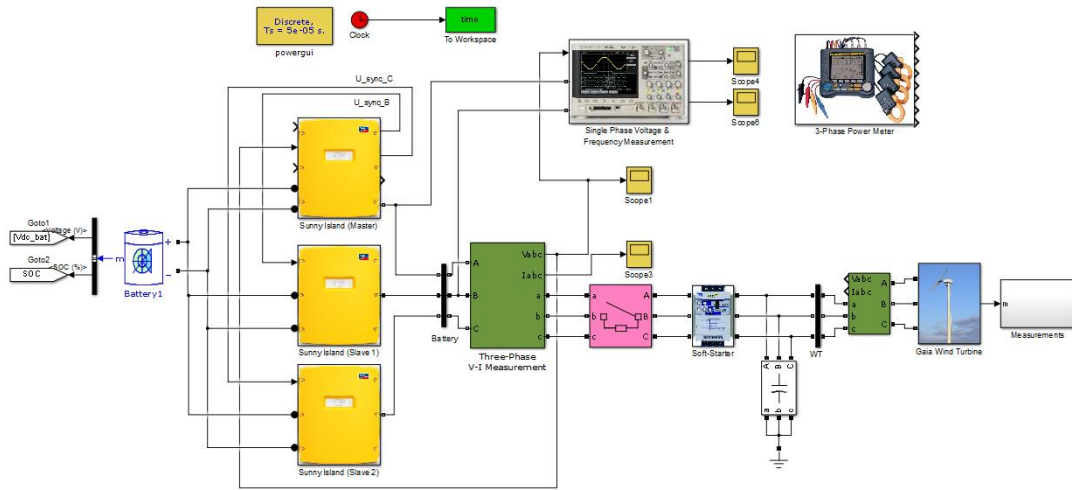 Discrete,
Ts = 5e-05 s.
powergui
Clock
time
To Workspace
U_sync_C
U_sync_B
Single Phase Voltage &
Frequency Measurement
Scope4
Scope6
3-Phase Power Meter
Sunny Island (Master)
Scope1
Goto1
<Voltage (V)>
[Vdc_bat]
Goto2
<SOC (%)>
SOC
m
+
−
Battery1
Sunny Island (Slave 1)
Battery
A
B
C
Vabc
Iabc
a
b
c
Three-Phase
V-I Measurement
Scope3
a
b
c
A
B
C
Soft-Starter
A
B
C
a
b
c
WT
Vabc
Iabc
a
b
c
A
B
C
Gaia Wind Turbine
m
Measurements
Sunny Island (Slave 2)